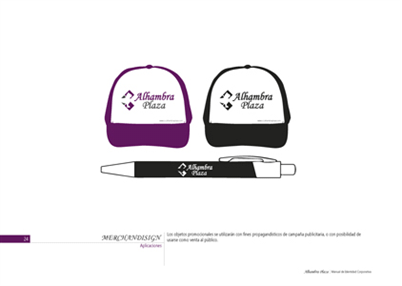 Alhambra
Plaza
Alhambra
Plaza
Alhambra
Plaza
MERCHANDISIGN
Aplicaciones
Los objetos promocionales se utilizarán con fines propagandísticos de campaña publicitaria, o con posibilidad de
usarse como venta al público.
Alhambra Plaza | Manual de Identidad Corporativa